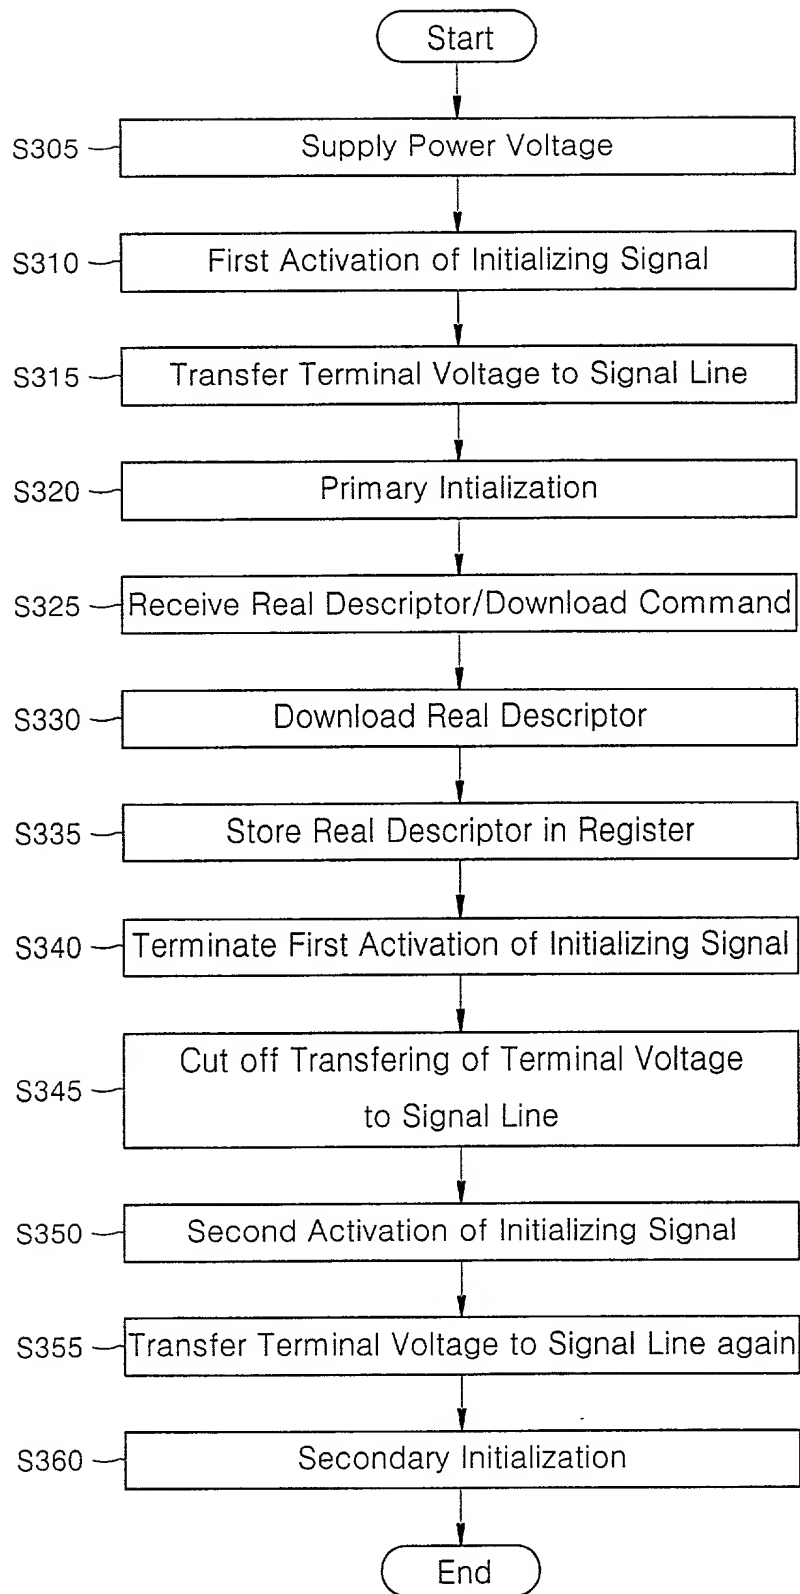 Start
S305
Supply Power Voltage
S310
First Activation of Initializing Signal
S315
Transfer Terminal Voltage to Signal Line
S320
Primary Intialization
S325
Receive Real Descriptor/Download Command
S330
Download Real Descriptor
S335
Store Real Descriptor in Register
S340
Terminate First Activation of Initializing Signal
S345
Cut off Transfering of Terminal Voltage
to Signal Line
S350
Second Activation of Initializing Signal
S355
Transfer Terminal Voltage to Signal Line again
S360
Secondary Initialization
End